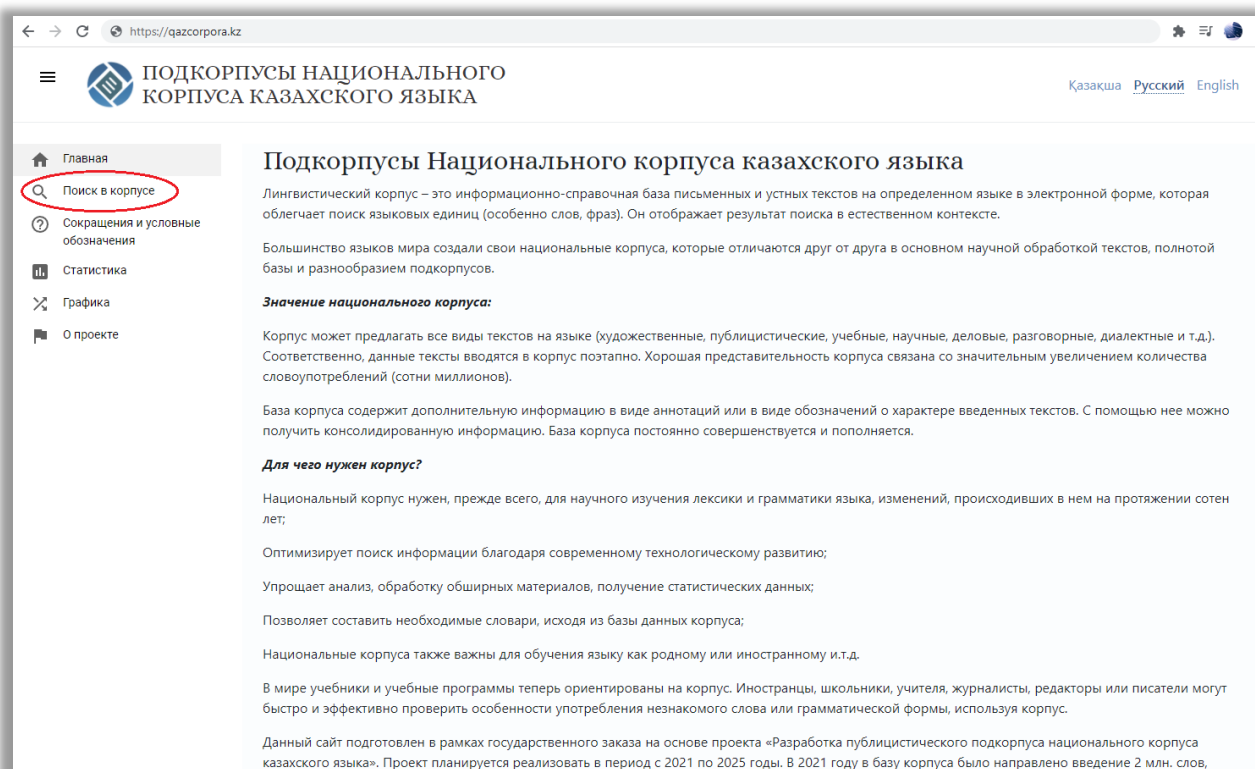 https://qazcorpora.kz
ПОДКОРПУСЫ НАЦИОНАЛЬНОГО
КОРПУСА КАЗАХСКОГО ЯЗЫКА
Қазақша Русский English
Главная
Поиск в корпусе
Сокращения и условные
обозначения
Статистика
Графика
О проекте
Подкорпусы Национального корпуса казахского языка
Лингвистический корпус – это информационно-справочная база письменных и устных текстов на определенном языке в электронной форме, которая
облегчает поиск языковых единиц (особенно слов, фраз). Он отображает результат поиска в естественном контексте.
Большинство языков мира создали свои национальные корпуса, которые отличаются друг от друга в основном научной обработкой текстов, полнотой
базы и разнообразием подкорпусов.
Значение национального корпуса:
Корпус может предлагать все виды текстов на языке (художественные, публицистические, учебные, научные, деловые, разговорные, диалектные и т.д.).
Соответственно, данные тексты вводятся в корпус поэтапно. Хорошая представительность корпуса связана со значительным увеличением количества
словоупотреблений (сотни миллионов).
База корпуса содержит дополнительную информацию в виде аннотаций или в виде обозначений о характере введенных текстов. С помощью нее можно
получить консолидированную информацию. База корпуса постоянно совершенствуется и пополняется.
Для чего нужен корпус?
Национальный корпус нужен, прежде всего, для научного изучения лексики и грамматики языка, изменений, происходивших в нем на протяжении сотен
лет;
Оптимизирует поиск информации благодаря современному технологическому развитию;
Упрощает анализ, обработку обширных материалов, получение статистических данных;
Позволяет составить необходимые словари, исходя из базы данных корпуса;
Национальные корпуса также важны для обучения языку как родному или иностранному и.т.д.
В мире учебники и учебные программы теперь ориентированы на корпус. Иностранцы, школьники, учителя, журналисты, редакторы или писатели могут
быстро и эффективно проверить особенности употребления незнакомого слова или грамматической формы, используя корпус.
Данный сайт подготовлен в рамках государственного заказа на основе проекта «Разработка публицистического подкорпуса национального корпуса
казахского языка». Проект планируется реализовать в период с 2021 по 2025 годы. В 2021 году в базу корпуса было направлено введение 2 млн. слов,